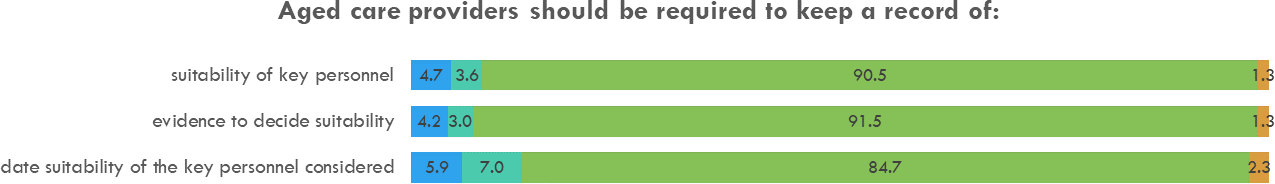 Aged care providers should be required to keep a record of:
suitability of key personnel 4.7 3.6 90.5 1.3
evidence to decide suitability 4.2 3.0 91.5 1.3
date suitability of the key personnel considered 5.9 7.0 84.7 2.3